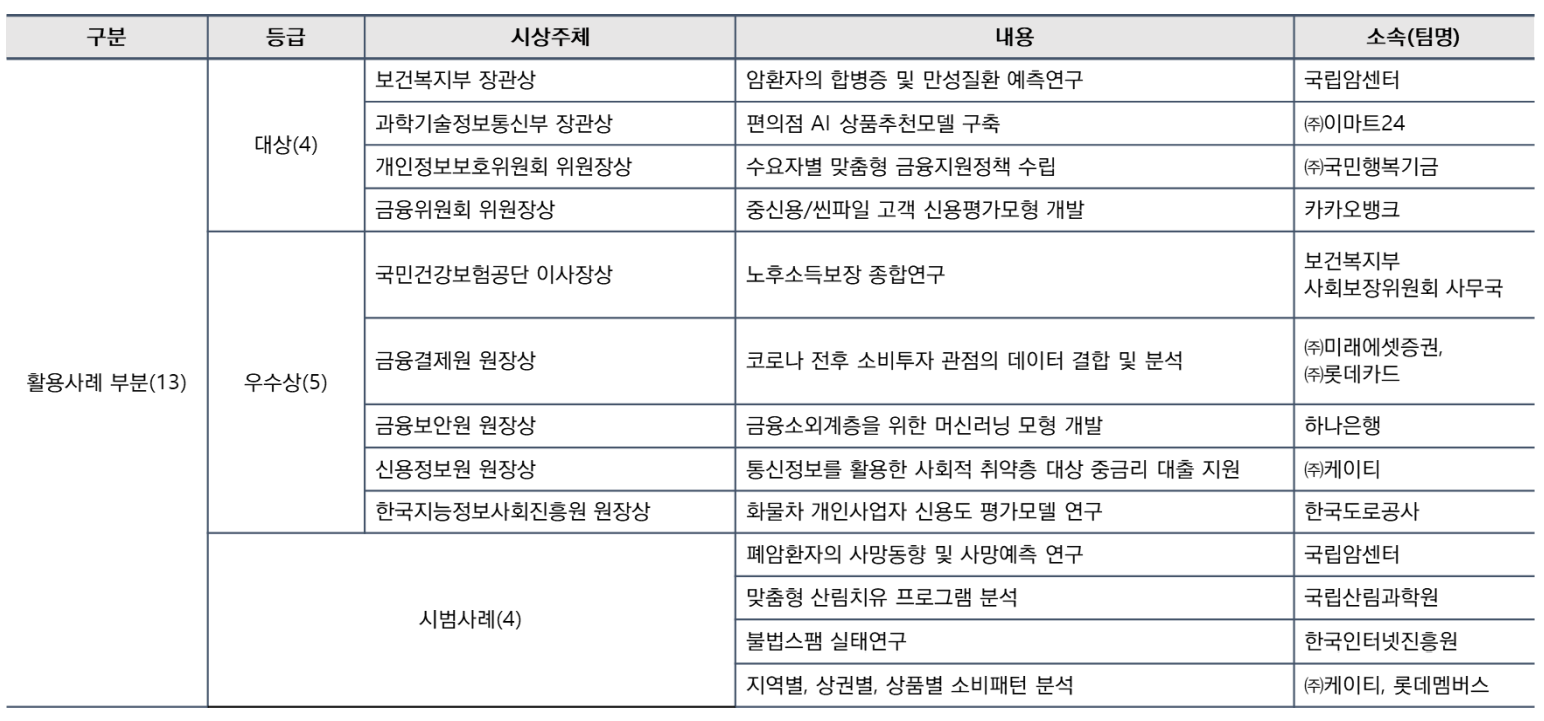 구분 등급 시상주체 내용 소속(팀명)
활용사례 부분(13)
대상(4)
보건복지부 장관상 암환자의 합병증 및 만성질환 예측연구 국립암센터
과학기술정보통신부 장관상 편의점 AI 상품추천모델 구축 ㈜이마트24
개인정보보호위원회 위원장상 수요자별 맞춤형 금융지원정책 수립 ㈜국민행복기금
금융위원회 위원장상 중신용/씬파일 고객 신용평가모형 개발 카카오뱅크
우수상(5)
국민건강보험공단 이사장상 노후소득보장 종합연구 보건복지부
사회보장위원회 사무국
금융결제원 원장상 코로나 전후 소비투자 관점의 데이터 결합 및 분석 ㈜미래에셋증권,
㈜롯데카드
금융보안원 원장상 금융소외계층을 위한 머신러닝 모형 개발 하나은행
신용정보원 원장상 통신정보를 활용한 사회적 취약층 대상 중금리 대출 지원 ㈜케이티
한국지능정보사회진흥원 원장상 화물차 개인사업자 신용도 평가모델 연구 한국도로공사
시범사례(4)
폐암환자의 사망동향 및 사망예측 연구 국립암센터
맞춤형 산림치유 프로그램 분석 국립산림과학원
불법스팸 실태연구 한국인터넷진흥원
지역별, 상권별, 상품별 소비패턴 분석 ㈜케이티, 롯데멤버스